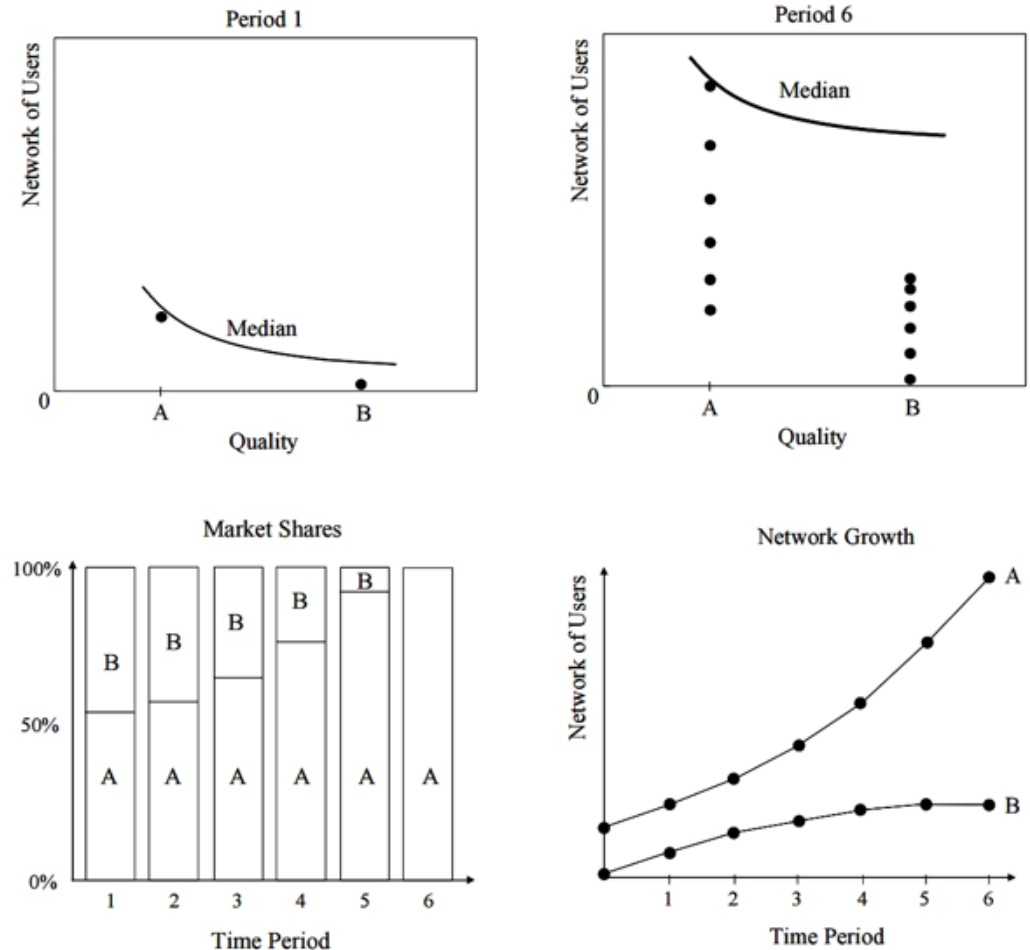 Period 1
Network of Users
Median
0
A
B
Quality
Period 6
Network of Users
Median
0
A
B
Quality
Market Shares
100%
50%
0%
B
B
B
B
B
A
A
A
A
A
A
1
2
3
4
5
6
Time Period
Network Growth
Network of Users
A
B
1
2
3
4
5
6
Time Period